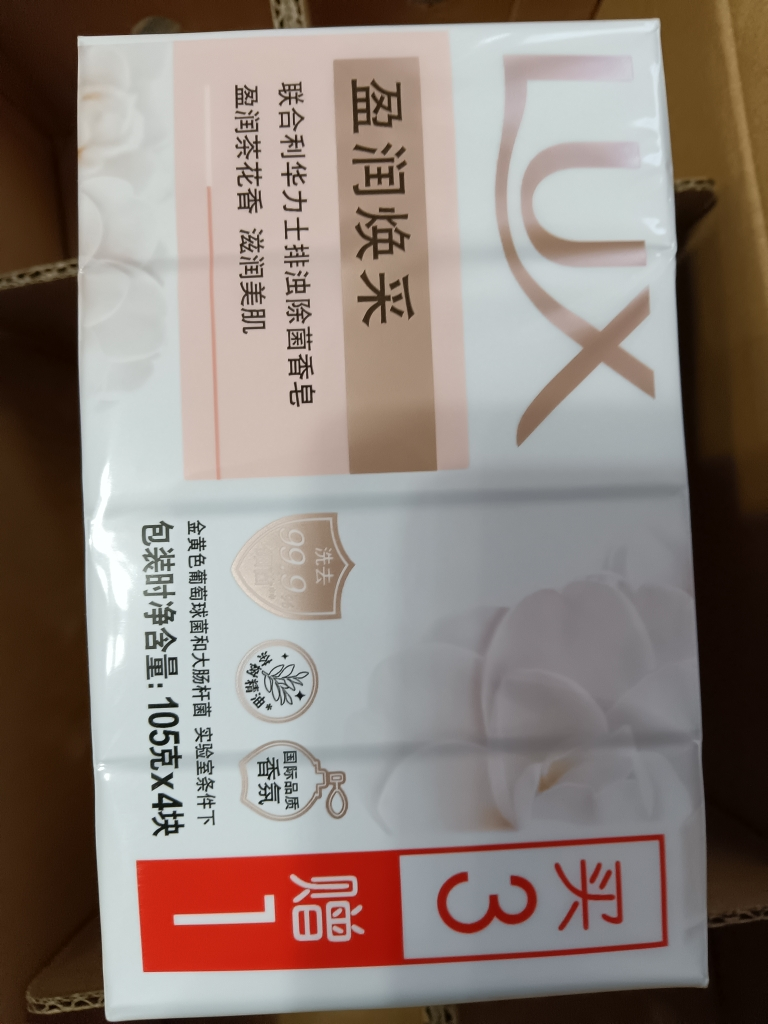 LUX
盈润焕采
联合利华力士排浊除菌香皂
盈润茶花香 滋润美肌
洗去
99.9%
精油*
国际品质
香氛
金黄色葡萄球菌和大肠杆菌 实验室条件下
包装时净含量:105克x4块
买3
赠1